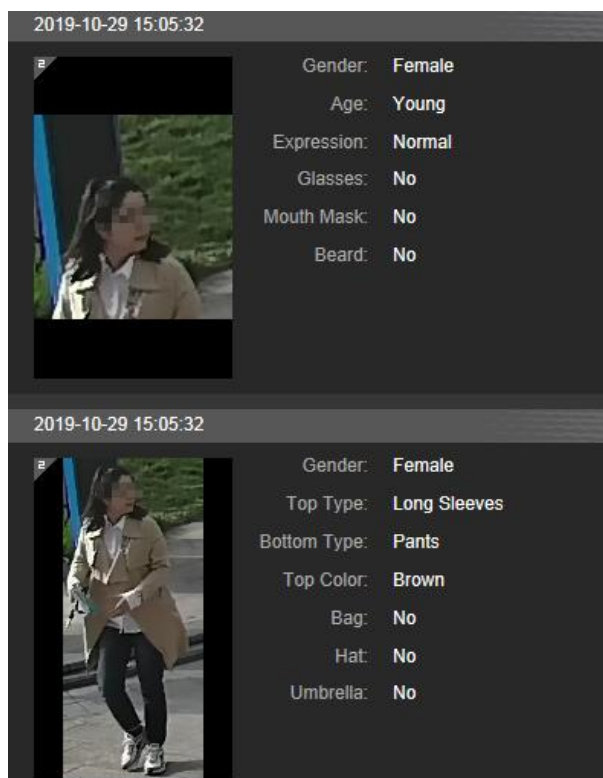 2019-10-29 15:05:32
2
Gender: Female
Age: Young
Expression: Normal
Glasses: No
Mouth Mask: No
Beard: No
2019-10-29 15:05:32
2
Gender: Female
Top Type: Long Sleeves
Bottom Type: Pants
Top Color: Brown
Bag: No
Hat: No
Umbrella: No